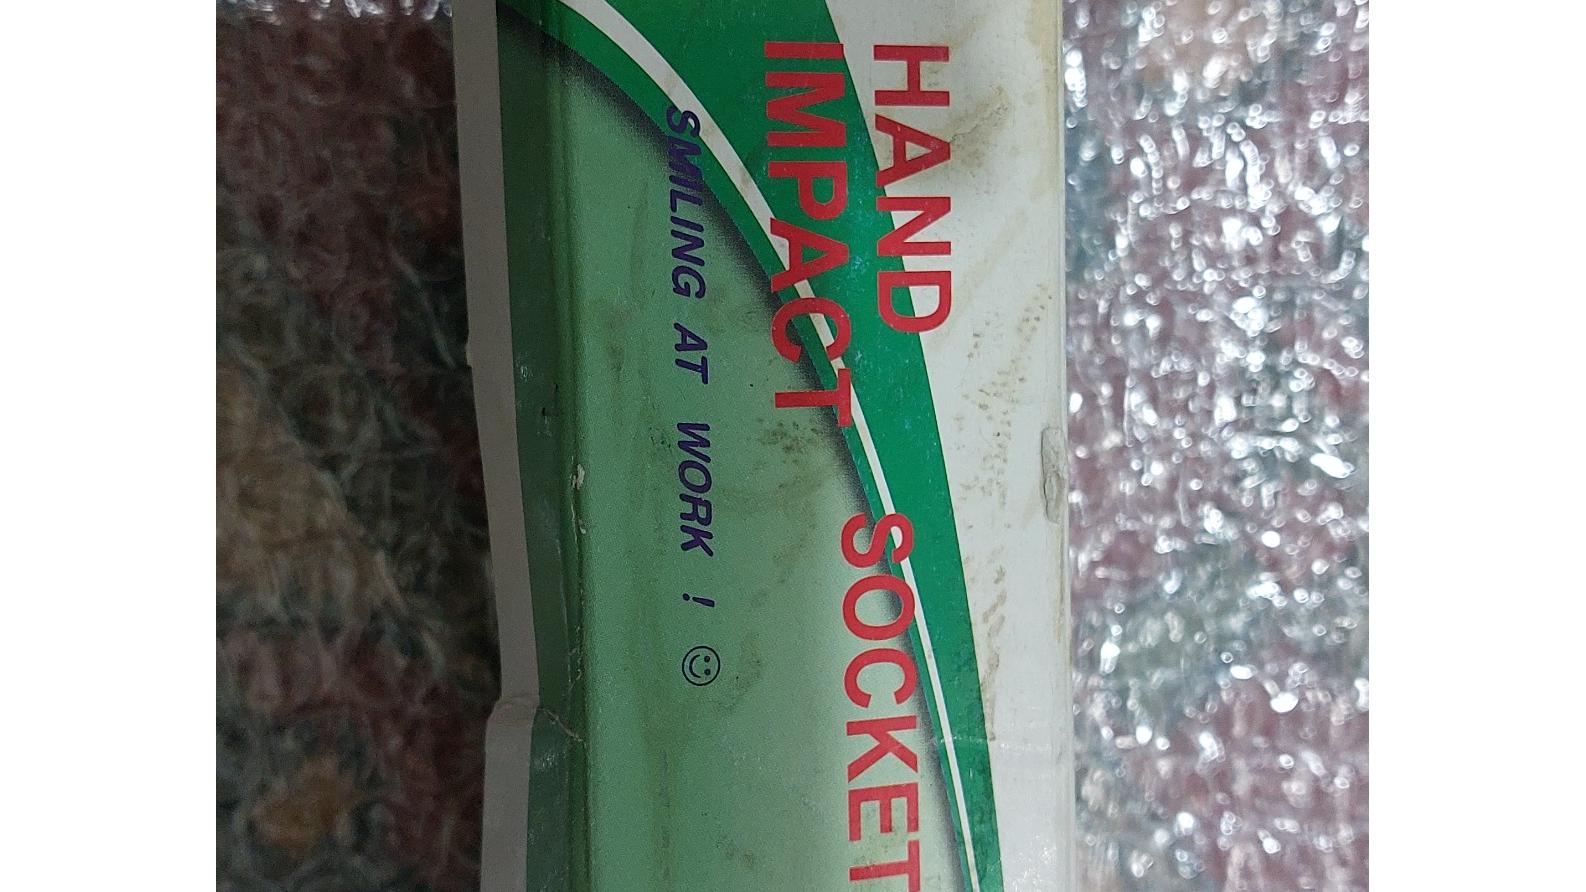 HAND
IMPACT SOCKET
SMILING AT WORK ! ☺